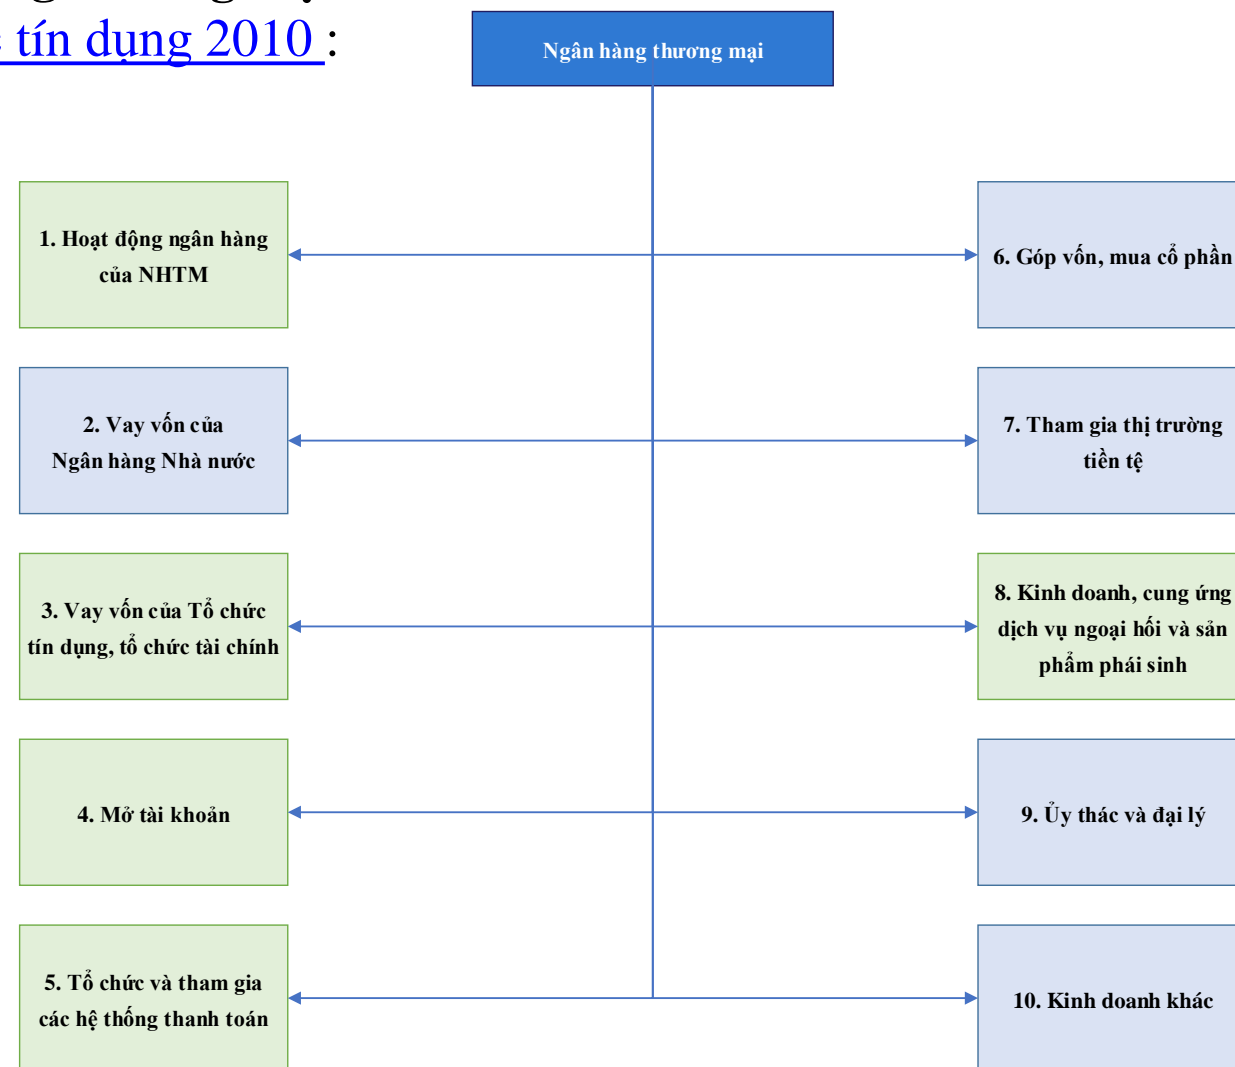 tín dụng 2010 :
Ngân hàng thương mại
1. Hoạt động ngân hàng
của NHTM
2. Vay vốn của
Ngân hàng Nhà nước
3. Vay vốn của Tổ chức
tín dụng, tổ chức tài chính
4. Mở tài khoản
5. Tổ chức và tham gia
các hệ thống thanh toán
6. Góp vốn, mua cổ phần
7. Tham gia thị trường
tiền tệ
8. Kinh doanh, cung ứng
dịch vụ ngoại hối và sản
phẩm phái sinh
9. Ủy thác và đại lý
10. Kinh doanh khác